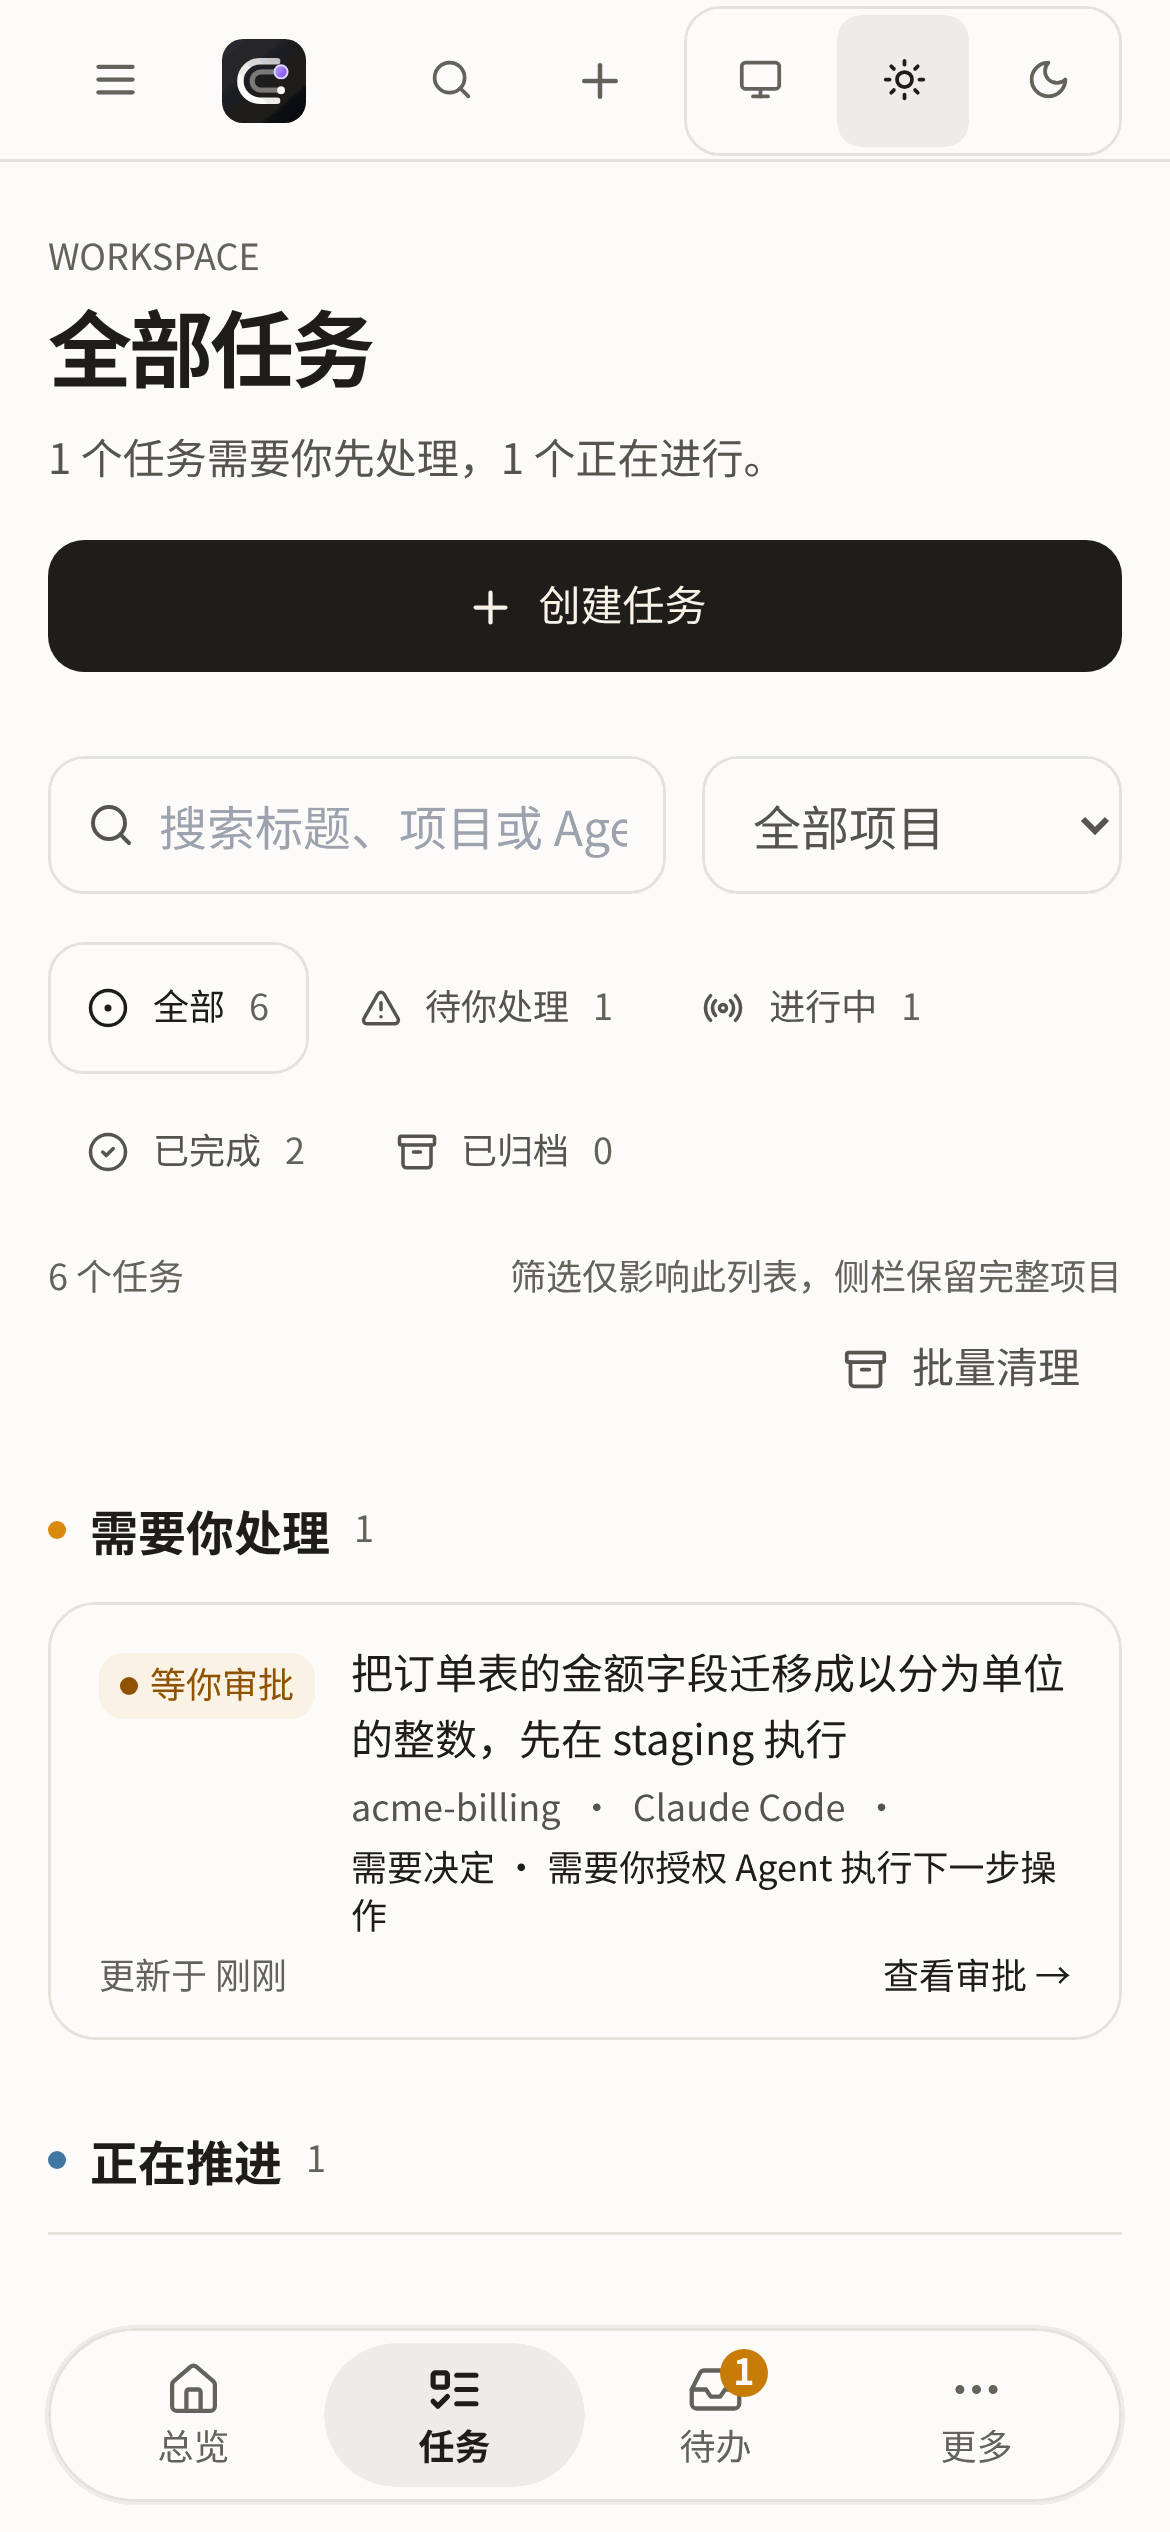 WORKSPACE
全部任务
1 个任务需要你先处理，1 个正在进行。
创建任务
搜索标题、项目或 Age
全部项目
全部 6
待你处理 1
进行中 1
已完成 2
已归档 0
6 个任务
筛选仅影响此列表，侧栏保留完整项目
批量清理
需要你处理 1
等你审批
把订单表的金额字段迁移成以分为单位
的整数，先在 staging 执行
acme-billing · Claude Code ·
需要决定 · 需要你授权 Agent 执行下一步操
作
更新于 刚刚
查看审批 →
正在推进 1
1
总览
任务
待办
更多